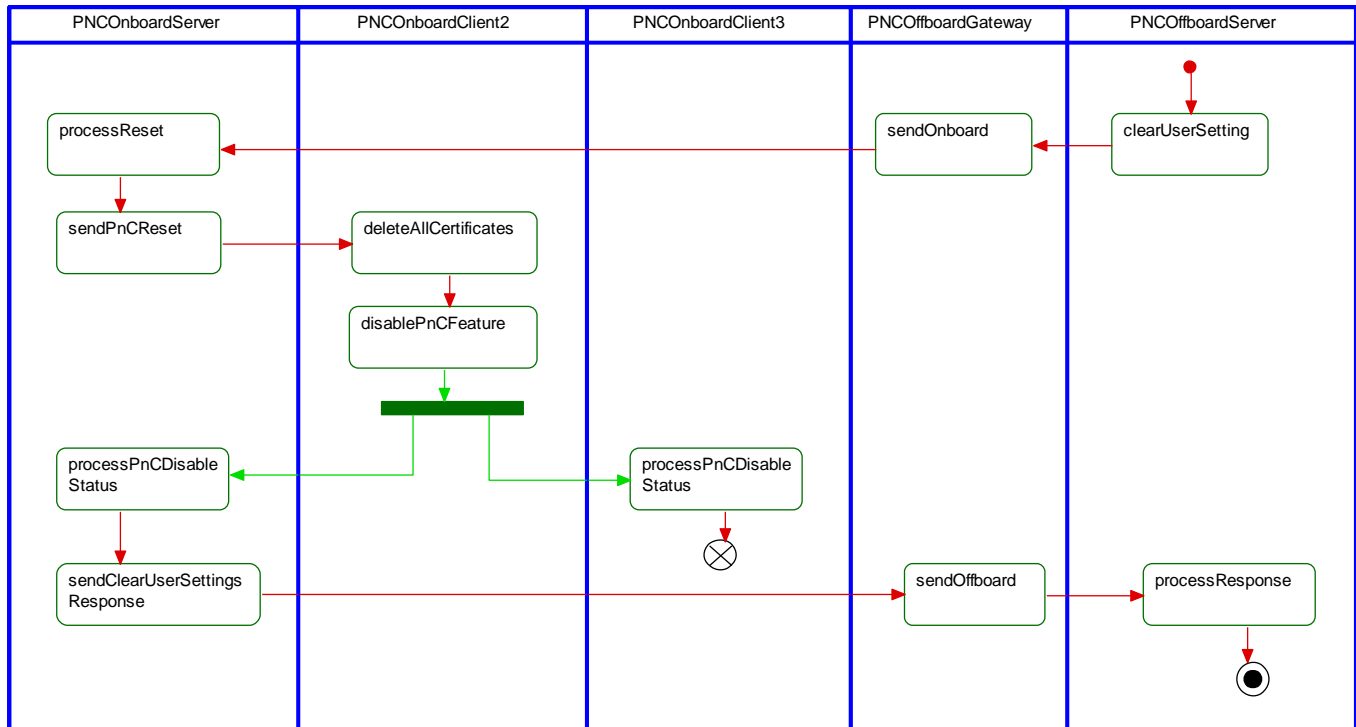 PNCOnboardServer
PNCOnboardClient2
PNCOnboardClient3
PNCOffboardGateway
PNCOffboardServer
processReset
sendOnboard
clearUserSetting
sendPnCReset
deleteAllCertificates
disablePnCFeature
processPnCDisable
Status
processPnCDisable
Status
sendClearUserSettings
Response
sendOffboard
processResponse